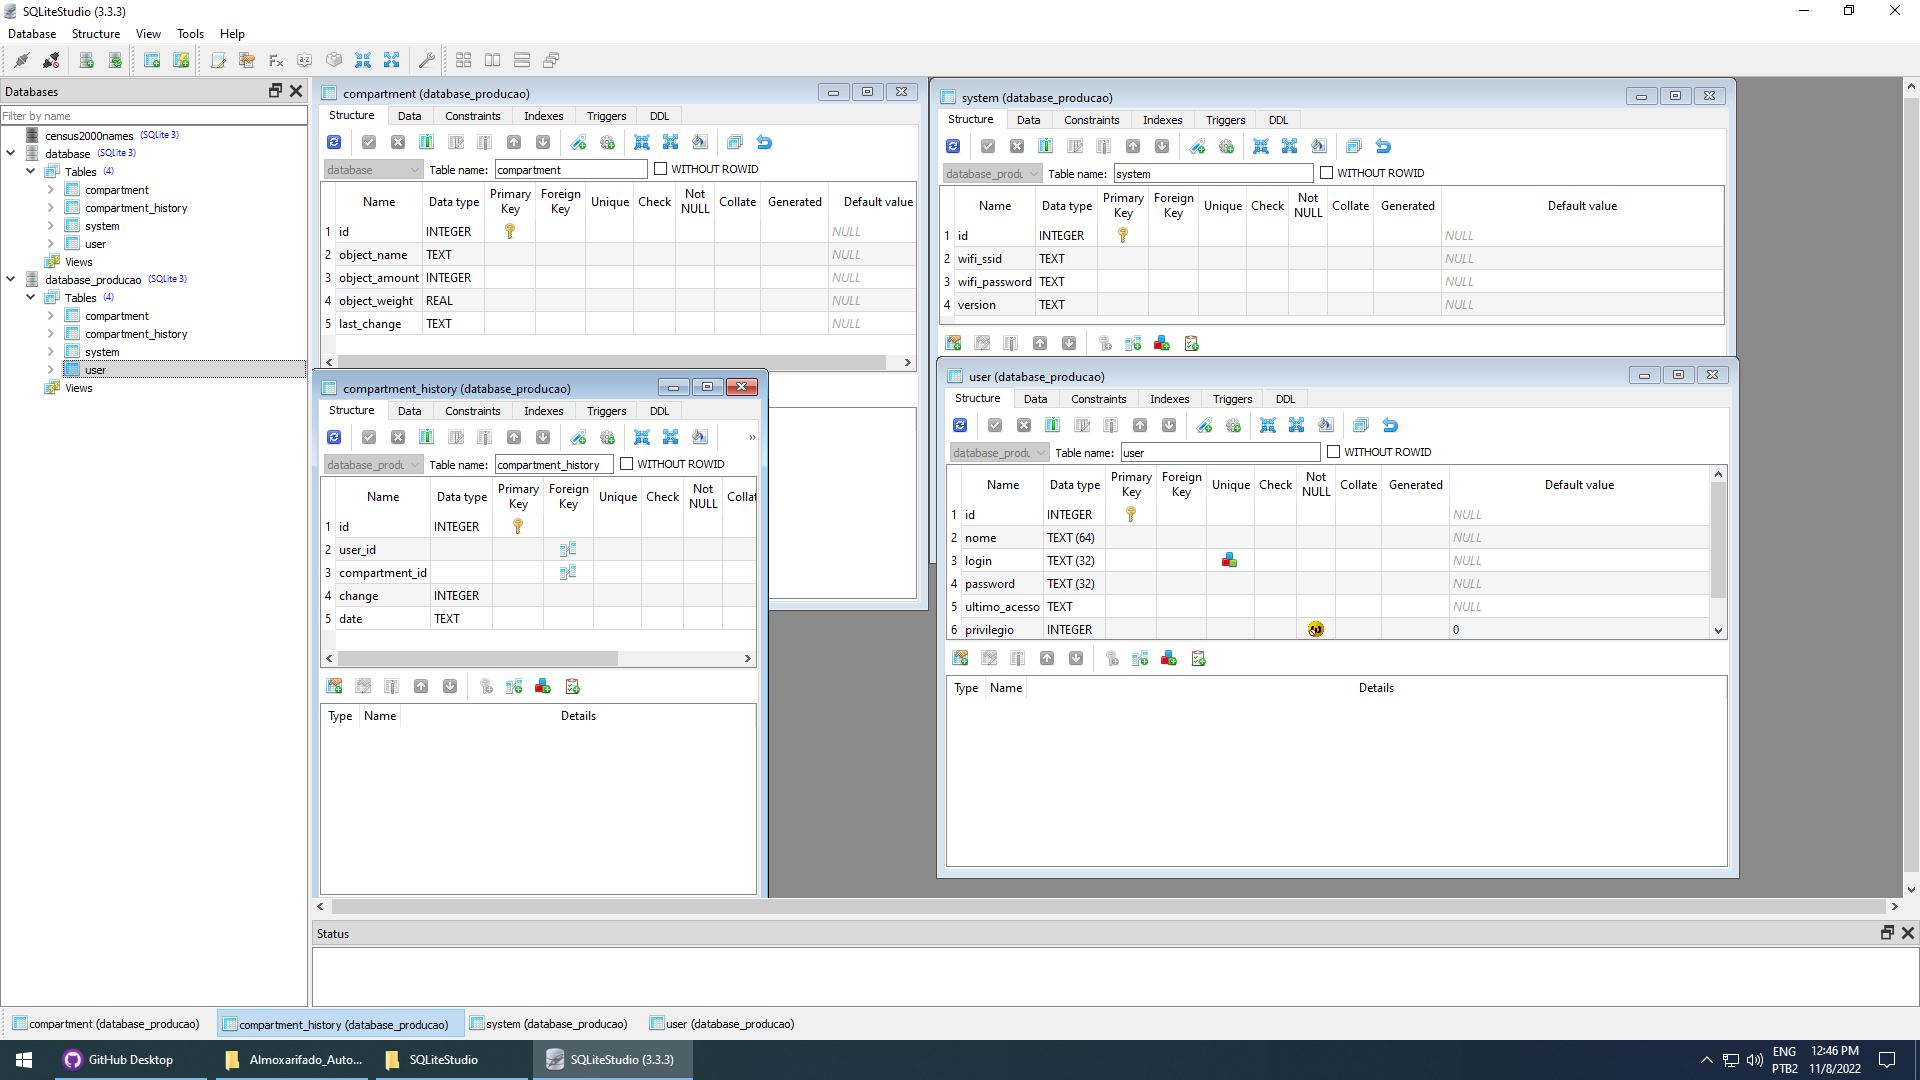 SQLiteStudio (3.3.3)
Database Structure View Tools Help
Databases
Filter by name
census2000names (SQLite 3)
database (SQLite 3)
Tables (4)
compartment
compartment_history
system
user
Views
database_producao (SQLite 3)
Tables (4)
compartment
compartment_history
system
user
Views
compartment (database_producao)
Structure Data Constraints Indexes Triggers DDL
database Table name: compartment WITHOUT ROWID
Name Data type Primary Key Foreign Key Unique Check Not NULL Collate Generated Default value
1 id INTEGER NULL
2 object_name TEXT NULL
3 object_amount INTEGER NULL
4 object_weight REAL NULL
5 last_change TEXT NULL
system (database_producao)
Structure Data Constraints Indexes Triggers DDL
database_produ Table name: system WITHOUT ROWID
Name Data type Primary Key Foreign Key Unique Check Not NULL Collate Generated Default value
1 id INTEGER NULL
2 wifi_ssid TEXT NULL
3 wifi_password TEXT NULL
4 version TEXT NULL
compartment_history (database_producao)
Structure Data Constraints Indexes Triggers DDL
database_produ Table name: compartment_history WITHOUT ROWID
Name Data type Primary Key Foreign Key Unique Check Not NULL Collat
1 id INTEGER
2 user_id
3 compartment_id
4 change INTEGER
5 date TEXT
Type Name Details
user (database_producao)
Structure Data Constraints Indexes Triggers DDL
database_produ Table name: user WITHOUT ROWID
Name Data type Primary Key Foreign Key Unique Check Not NULL Collate Generated Default value
1 id INTEGER NULL
2 nome TEXT (64) NULL
3 login TEXT (32) NULL
4 password TEXT (32) NULL
5 ultimo_acesso TEXT NULL
6 privilegio INTEGER 0
Type Name Details
Status
compartment (database_producao) compartment_history (database_producao) system (database_producao) user (database_producao)
GitHub Desktop Almoxarifado_Auto... SQLiteStudio SQLiteStudio (3.3.3)
ENG 12:46 PM
PTB2 11/8/2022